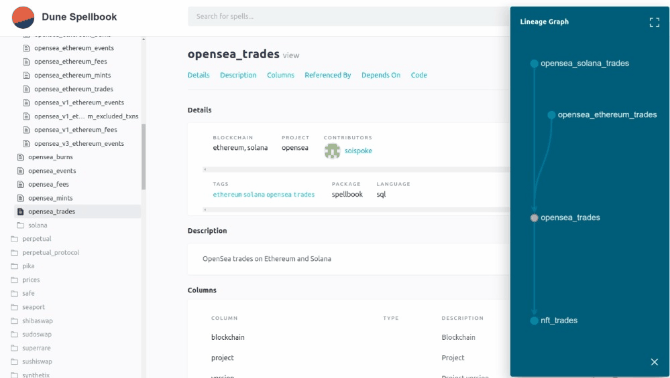 Dune Spellbook
Search for spells...
opensea_ethereum_events
opensea_ethereum_fees
opensea_ethereum_mints
opensea_ethereum_trades
opensea_v1_ethereum_events
opensea_v1_et... m_excluded_txns
opensea_v1_ethereum_fees
opensea_v3_ethereum_events
opensea_burns
opensea_events
opensea_fees
opensea_mints
opensea_trades
solana
perpetual
perpetual_protocol
pika
prices
safe
seaport
shibaswap
sudoswap
superrare
sushiswap
synthetix
opensea_trades view
Details Description Columns Referenced By Depends On Code
Details
BLOCKCHAIN PROJECT CONTRIBUTORS
ethereum, solana opensea soispoke
TAGS PACKAGE LANGUAGE
ethereum solana opensea trades spellbook sql
Description
OpenSea trades on Ethereum and Solana
Columns
COLUMN TYPE DESCRIPTION
blockchain Blockchain
project Project
version Project version
Lineage Graph
opensea_solana_trades
opensea_ethereum_trades
opensea_trades
nft_trades